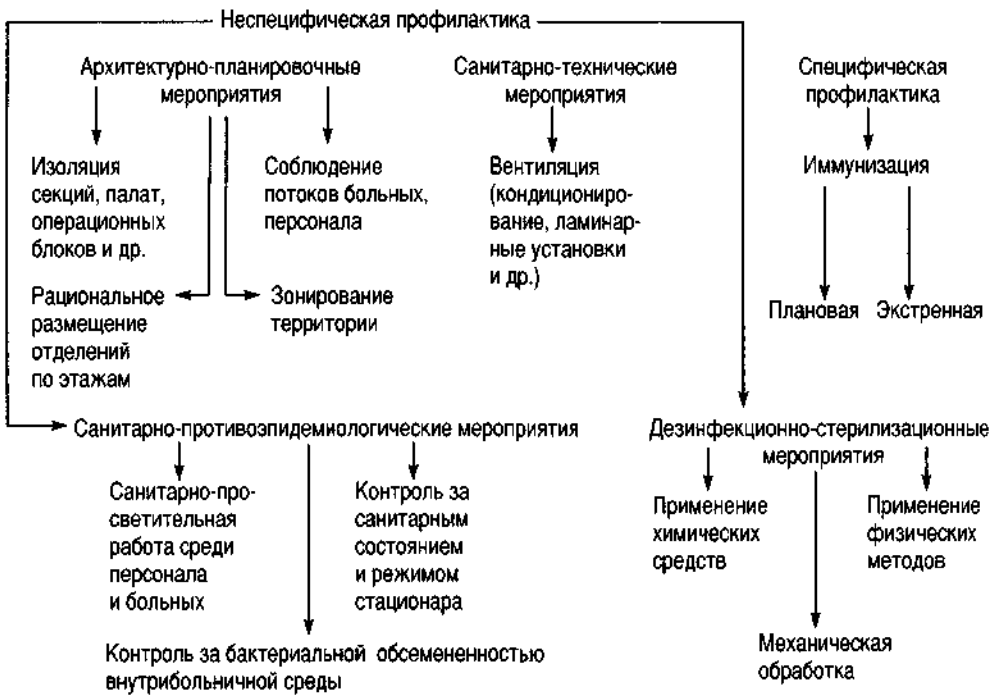 Неспецифическая профилактика
Архитектурно-планировочные
мероприятия
Санитарно-технические
мероприятия
Специфическая
профилактика
Изоляция
секций, палат,
операционных
блоков и др.
Соблюдение
потоков больных,
персонала
Вентиляция
(кондициониро-
вание, ламинар-
ные установки
и др.)
Иммунизация
Рациональное
размещение
отделений
по этажам
Зонирование
территории
Плановая
Экстренная
Санитарно-противоэпидемиологические мероприятия
Дезинфекционно-стерилизационные
мероприятия
Санитарно-про-
светительная
работа среди
персонала
и больных
Контроль за
санитарным
состоянием
и режимом
стационара
Применение
химических
средств
Применение
физических
методов
Контроль за бактериальной обсемененностью
внутрибольничной среды
Механическая
обработка